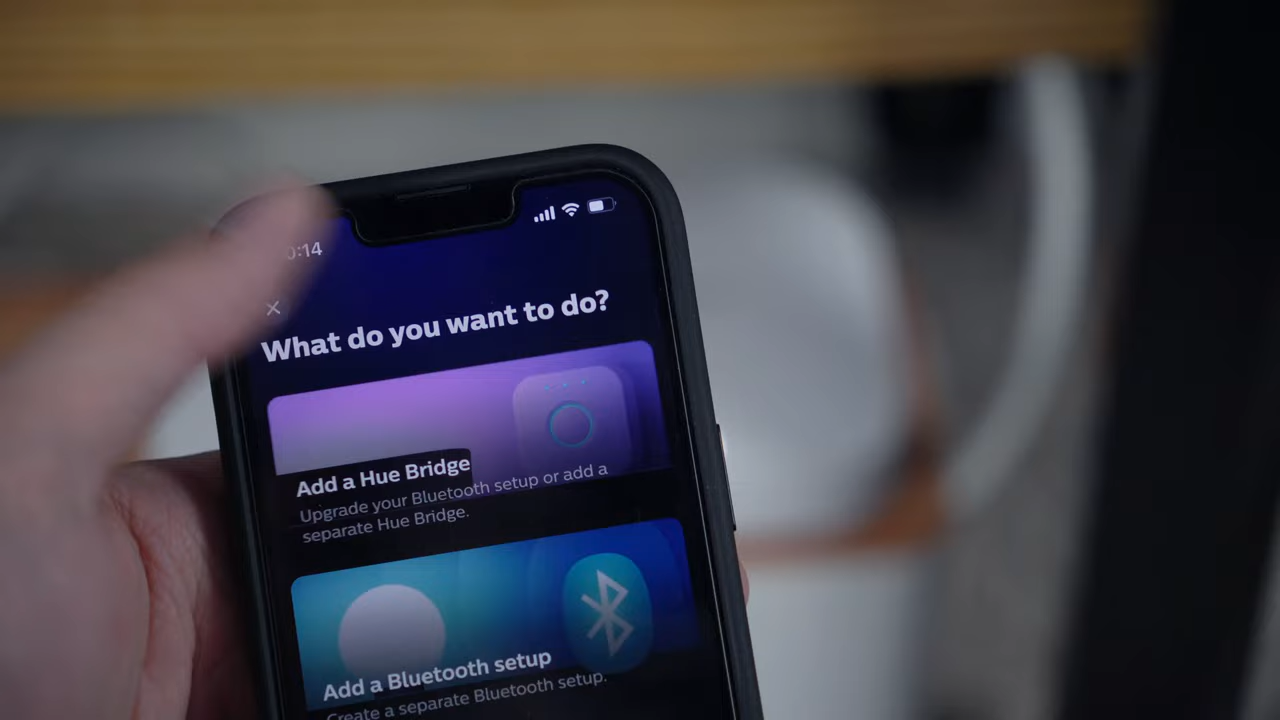 :14
What do you want to do?
Add a Hue Bridge
Upgrade your Bluetooth setup or add a
separate Hue Bridge.
Add a Bluetooth setup
Create a separate Bluetooth setup.